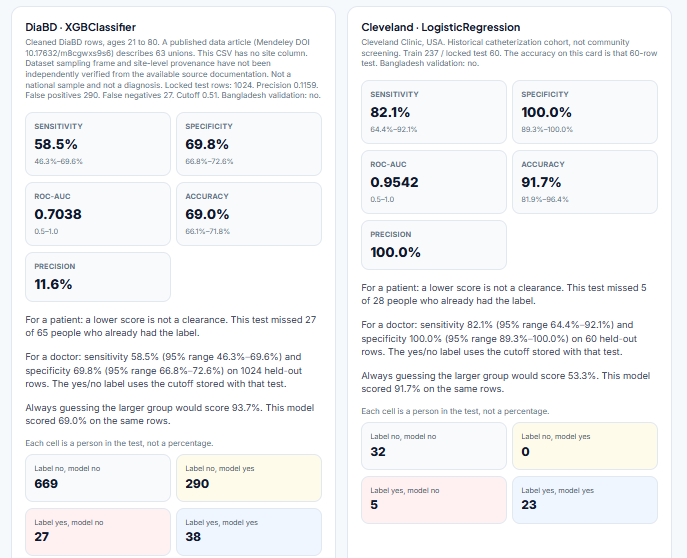 DiaBD · XGBClassifier
Cleaned DiaBD rows, ages 21 to 80. A published data article (Mendeley DOI
10.17632/m8cgwxs9s6) describes 63 unions. This CSV has no site column.
Dataset sampling frame and site-level provenance have not been
independently verified from the available source documentation. Not a
national sample and not a diagnosis. Locked test rows: 1024. Precision 0.1159.
False positives 290. False negatives 27. Cutoff 0.51. Bangladesh validation: no.
SENSITIVITY
58.5%
46.3%–69.6%
SPECIFICITY
69.8%
66.8%–72.6%
ROC-AUC
0.7038
0.5–1.0
ACCURACY
69.0%
66.1%–71.8%
PRECISION
11.6%
For a patient: a lower score is not a clearance. This test missed 27
of 65 people who already had the label.
For a doctor: sensitivity 58.5% (95% range 46.3%–69.6%) and
specificity 69.8% (95% range 66.8%–72.6%) on 1024 held-out
rows. The yes/no label uses the cutoff stored with that test.
Always guessing the larger group would score 93.7%. This model
scored 69.0% on the same rows.
Each cell is a person in the test, not a percentage.
Label no, model no
669
Label no, model yes
290
Label yes, model no
27
Label yes, model yes
38
Cleveland · LogisticRegression
Cleveland Clinic, USA. Historical catheterization cohort, not community
screening. Train 237 / locked test 60. The accuracy on this card is that 60-row
test. Bangladesh validation: no.
SENSITIVITY
82.1%
64.4%–92.1%
SPECIFICITY
100.0%
89.3%–100.0%
ROC-AUC
0.9542
0.5–1.0
ACCURACY
91.7%
81.9%–96.4%
PRECISION
100.0%
For a patient: a lower score is not a clearance. This test missed 5
of 28 people who already had the label.
For a doctor: sensitivity 82.1% (95% range 64.4%–92.1%) and
specificity 100.0% (95% range 89.3%–100.0%) on 60 held-out
rows. The yes/no label uses the cutoff stored with that test.
Always guessing the larger group would score 53.3%. This model
scored 91.7% on the same rows.
Each cell is a person in the test, not a percentage.
Label no, model no
32
Label no, model yes
0
Label yes, model no
5
Label yes, model yes
23